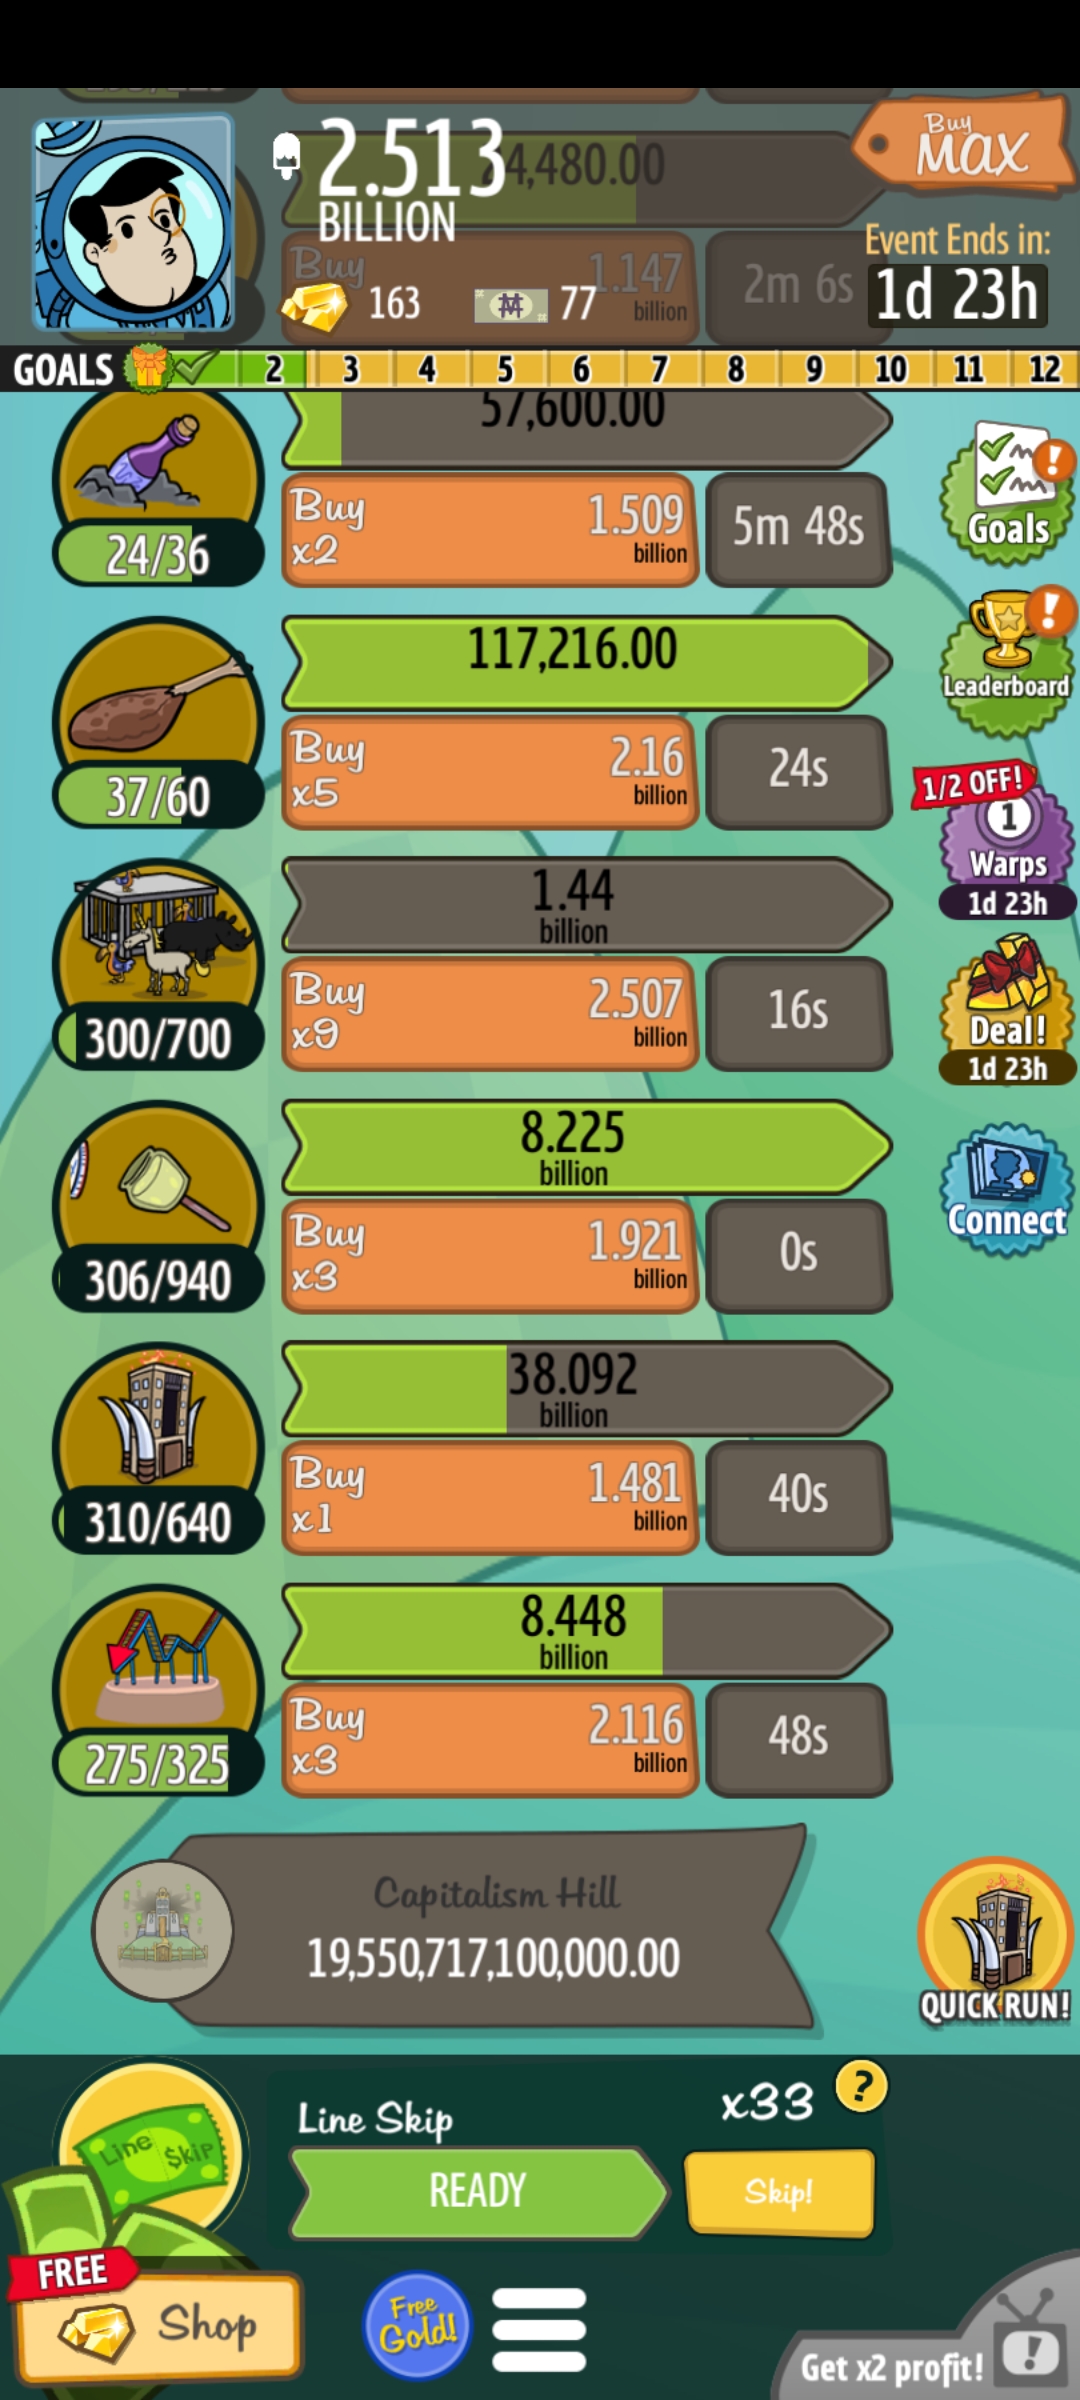 2.513
BILLION
4,480.00
Buy
MAX
Event Ends in:
1d 23h
Buy
1.147
billion
2m 6s
163
77
GOALS 2 3 4 5 6 7 8 9 10 11 12
57,600.00
24/36
Buy
x2
1.509
billion
5m 48s
Goals
117,216.00
37/60
Buy
x5
2.16
billion
24s
Leaderboard
1/2 OFF!
1
Warps
1d 23h
1.44
billion
300/700
Buy
x9
2.507
billion
16s
Deal!
1d 23h
8.225
billion
306/940
Buy
x3
1.921
billion
0s
Connect
38.092
billion
310/640
Buy
x1
1.481
billion
40s
8.448
billion
275/325
Buy
x3
2.116
billion
48s
Capitalism Hill
19,550,717,100,000.00
QUICK RUN!
Line $kip
Line Skip
x33
?
READY
Skip!
FREE
Shop
Free
Gold!
Get x2 profit!